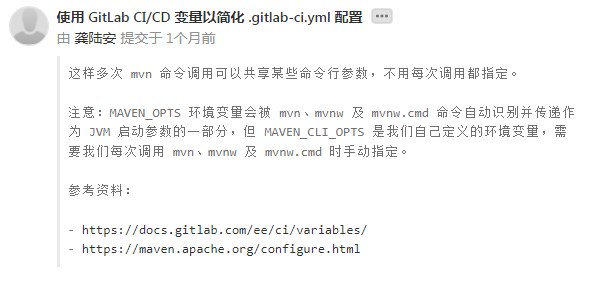 使用 GitLab CI/CD 变量以简化 .gitlab-ci.yml 配置
由 龚陆安 提交于 1个月前
这样多次 mvn 命令调用可以共享某些命令行参数，不用每次调用都指定。
注意：MAVEN_OPTS 环境变量会被 mvn、mvnw 及 mvnw.cmd 命令自动识别并传递作
为 JVM 启动参数的一部分，但 MAVEN_CLI_OPTS 是我们自己定义的环境变量，需
要我们每次调用 mvn、mvnw 及 mvnw.cmd 时手动指定。
参考资料：
- https://docs.gitlab.com/ee/ci/variables/
- https://maven.apache.org/configure.html